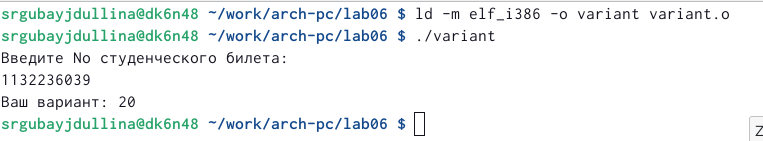 srgubayjdullina@dk6n48 ~/work/arch-pc/lab06 $ ld -m elf_i386 -o variant variant.o
srgubayjdullina@dk6n48 ~/work/arch-pc/lab06 $ ./variant
Введите No студенческого билета:
1132236039
Ваш вариант: 20
srgubayjdullina@dk6n48 ~/work/arch-pc/lab06 $
Z